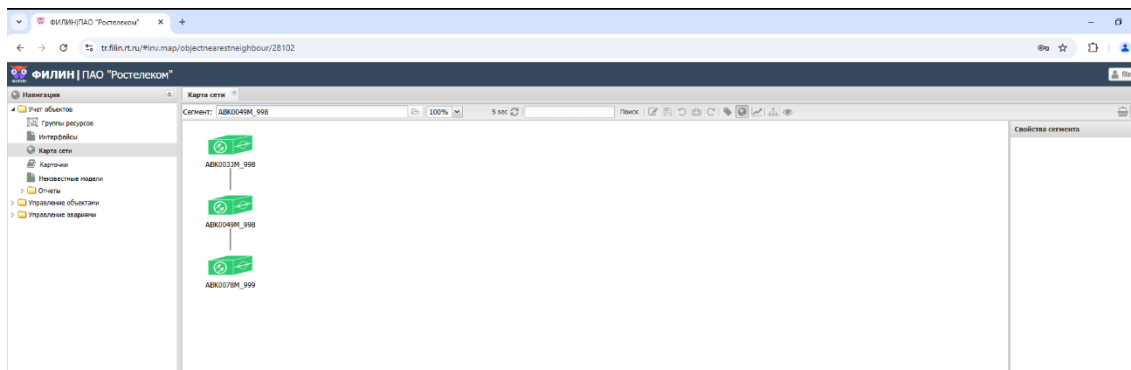 ФИЛИН|ПАО "Ростелеком"
tr.filin.rt.ru/#inv.map/objectnearestneighbour/28102
ФИЛИН | ПАО "Ростелеком"
Навигация
Карта сети
Учет объектов
Сегмент: ABK0049M_998 100% 5 sec Поиск
Группы ресурсов
Свойства сегмента
Интерфейсы
Карта сети
Карточки
Неизвестные модели
Отчеты
Управление объектами
Управление авариями
ABK0033M_998
ABK0049M_998
ABK0078M_999